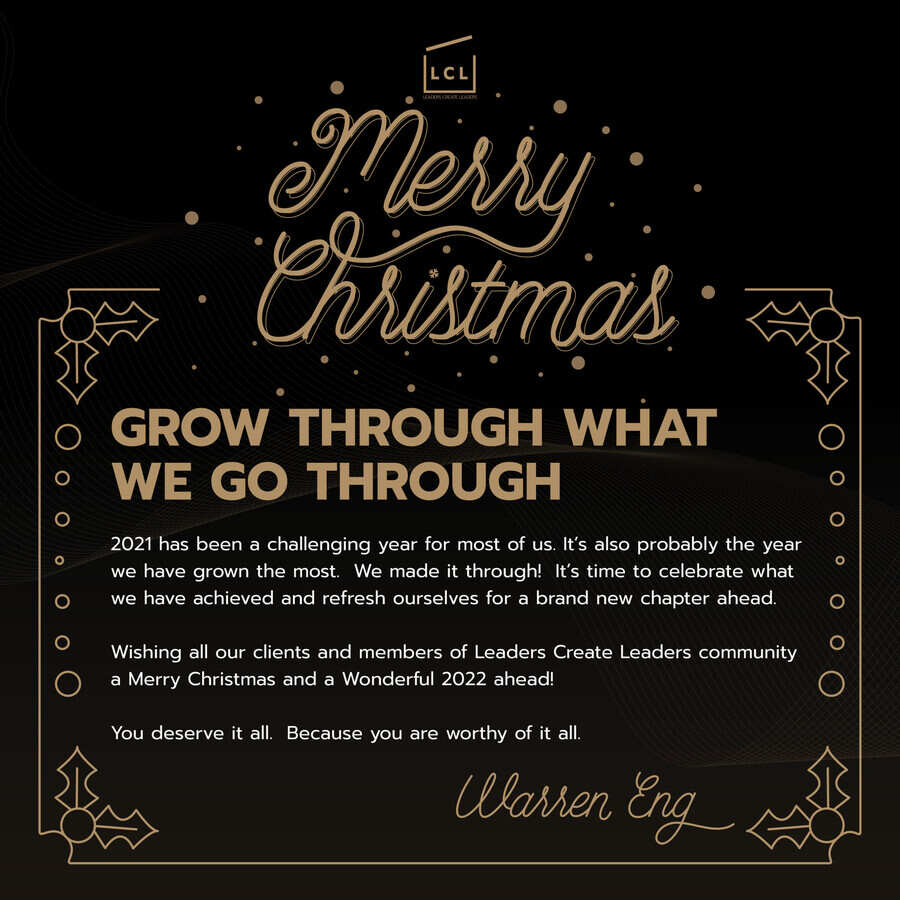 LCL
LEADERS CREATE LEADERS
Merry
Christmas
GROW THROUGH WHAT
WE GO THROUGH
2021 has been a challenging year for most of us. It's also probably the year
we have grown the most.  We made it through!  It's time to celebrate what
we have achieved and refresh ourselves for a brand new chapter ahead.
Wishing all our clients and members of Leaders Create Leaders community
a Merry Christmas and a Wonderful 2022 ahead!
You deserve it all.  Because you are worthy of it all.
Warren Eng